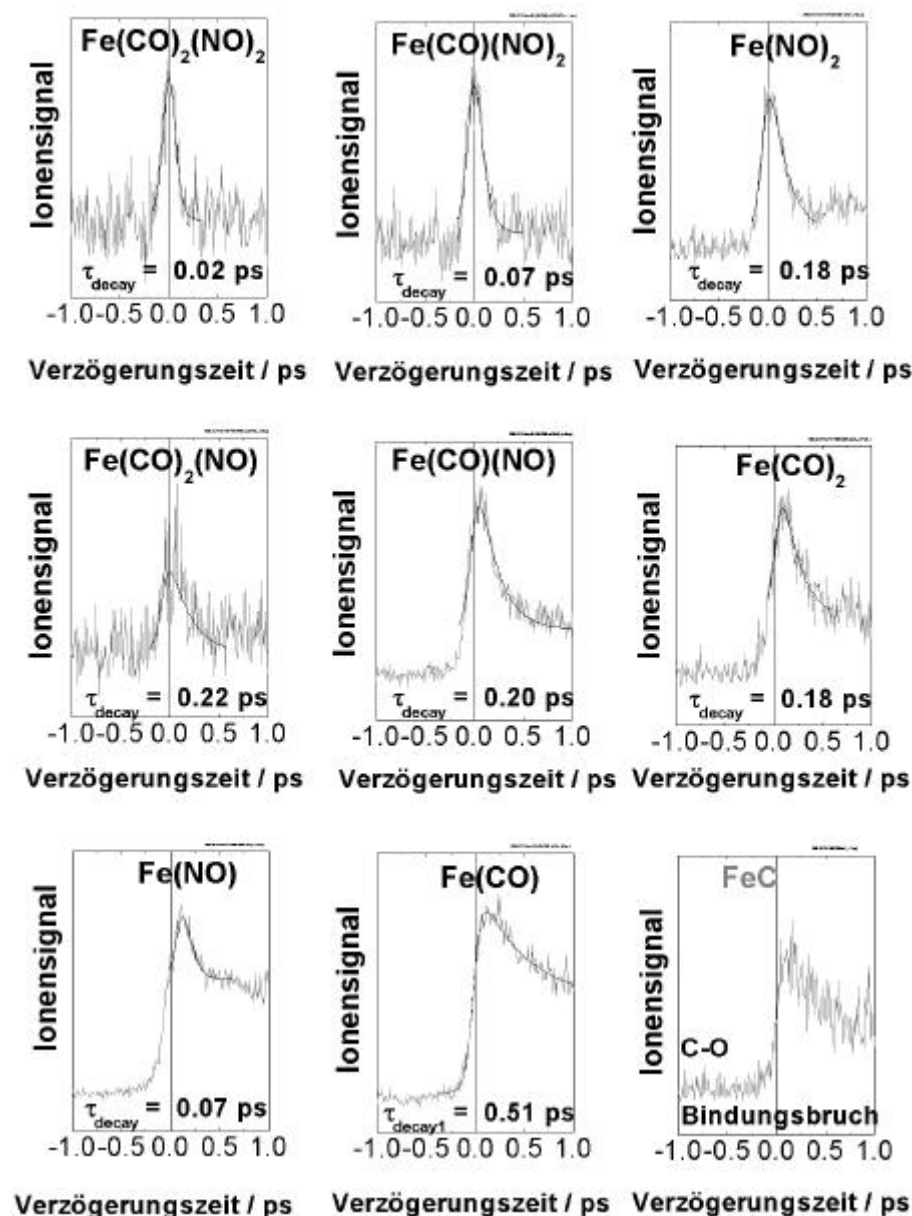 Fe(CO)₂(NO)₂
Ionensignal
τdecay = 0.02 ps
-1.0-0.5 0.0 0.5 1.0
Verzögerungszeit / ps
Fe(CO)(NO)₂
Ionensignal
τdecay = 0.07 ps
-1.0-0.5 0.0 0.5 1.0
Verzögerungszeit / ps
Fe(NO)₂
Ionensignal
τdecay = 0.18 ps
-1.0-0.5 0.0 0.5 1.0
Verzögerungszeit / ps
Fe(CO)₂(NO)
Ionensignal
τdecay = 0.22 ps
-1.0-0.5 0.0 0.5 1.0
Verzögerungszeit / ps
Fe(CO)(NO)
Ionensignal
τdecay = 0.20 ps
-1.0-0.5 0.0 0.5 1.0
Verzögerungszeit / ps
Fe(CO)₂
Ionensignal
τdecay = 0.18 ps
-1.0-0.5 0.0 0.5 1.0
Verzögerungszeit / ps
Fe(NO)
Ionensignal
τdecay = 0.07 ps
-1.0-0.5 0.0 0.5 1.0
Verzögerungszeit / ps
Fe(CO)
Ionensignal
τdecay1 = 0.51 ps
-1.0-0.5 0.0 0.5 1.0
Verzögerungszeit / ps
FeC
Ionensignal
C-O
Bindungsbruch
-1.0-0.5 0.0 0.5 1.0
Verzögerungszeit / ps